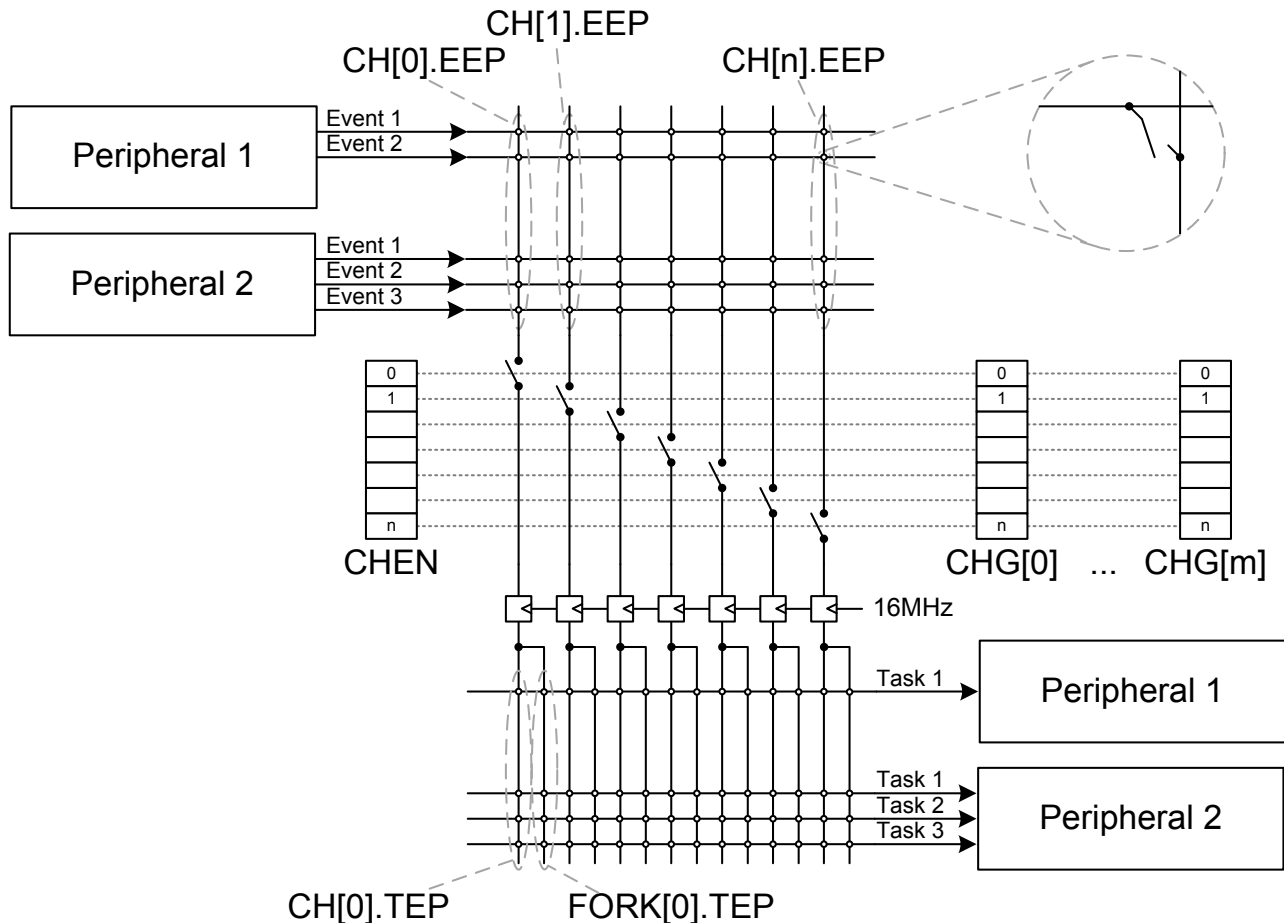 CH[1].EEP
CH[0].EEP
CH[n].EEP
Peripheral 1
Event 1
Event 2
Peripheral 2
Event 1
Event 2
Event 3
0
0
0
1
1
1
n
n
n
CHEN
CHG[0]
...
CHG[m]
16MHz
Task 1
Peripheral 1
Task 1
Task 2
Task 3
Peripheral 2
CH[0].TEP
FORK[0].TEP